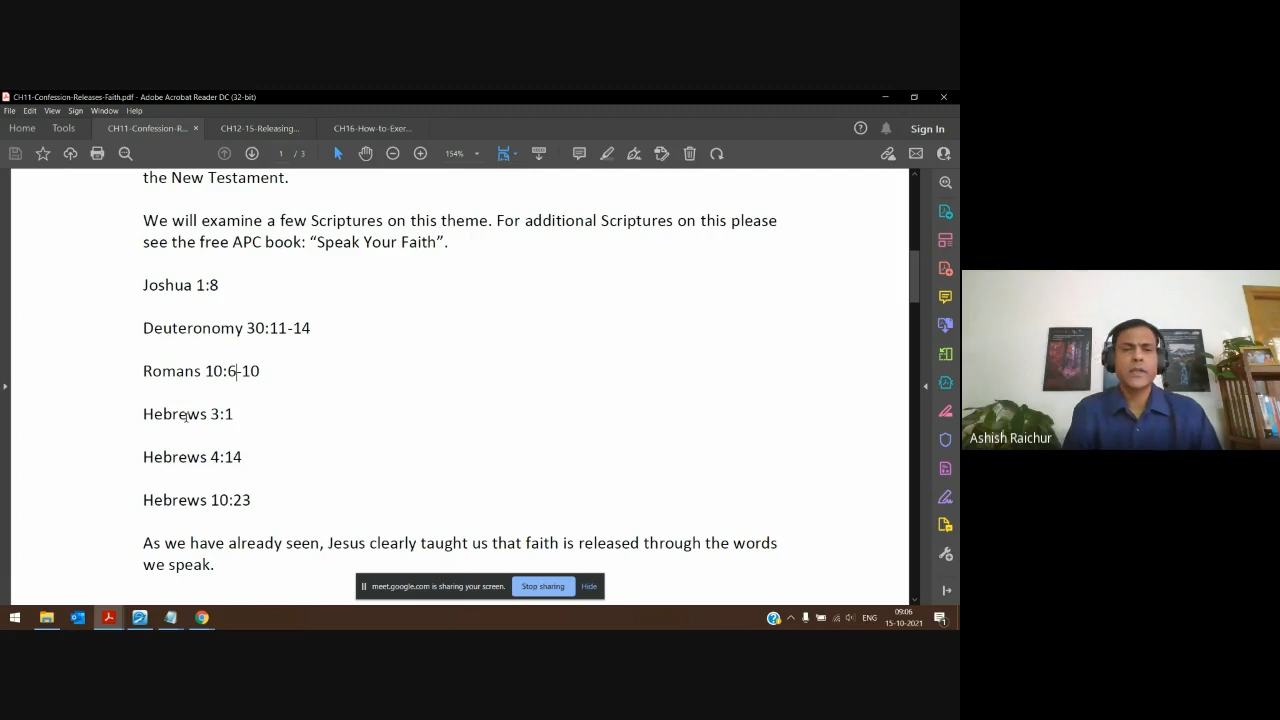 CH11-Confession-Releases-Faith.pdf - Adobe Acrobat Reader DC (32-bit)
File Edit View Sign Window Help
Home Tools CH11-Confession-R... × CH12-15-Releasing... CH16-How-to-Exer... Sign In
1 / 3 154%
the New Testament.
We will examine a few Scriptures on this theme. For additional Scriptures on this please
see the free APC book: “Speak Your Faith”.
Joshua 1:8
Deuteronomy 30:11-14
Romans 10:6-10
Hebrews 3:1
Hebrews 4:14
Hebrews 10:23
As we have already seen, Jesus clearly taught us that faith is released through the words
we speak.
meet.google.com is sharing your screen. Stop sharing Hide
ENG
09:06
15-10-2021
Ashish Raichur